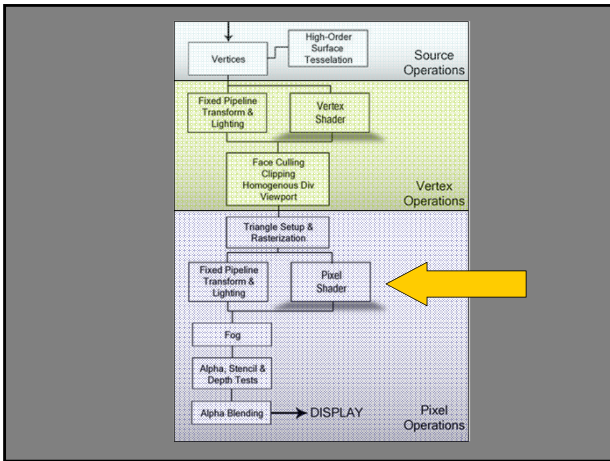 High-Order
Surface
Tesselation
Vertices
Source
Operations
Fixed Pipeline
Transform &
Lighting
Vertex
Shader
Face Culling
Clipping
Homogenous Div
Viewport
Vertex
Operations
Triangle Setup &
Rasterization
Fixed Pipeline
Transform &
Lighting
Pixel
Shader
Fog
Alpha, Stencil &
Depth Tests
Alpha Blending
DISPLAY
Pixel
Operations